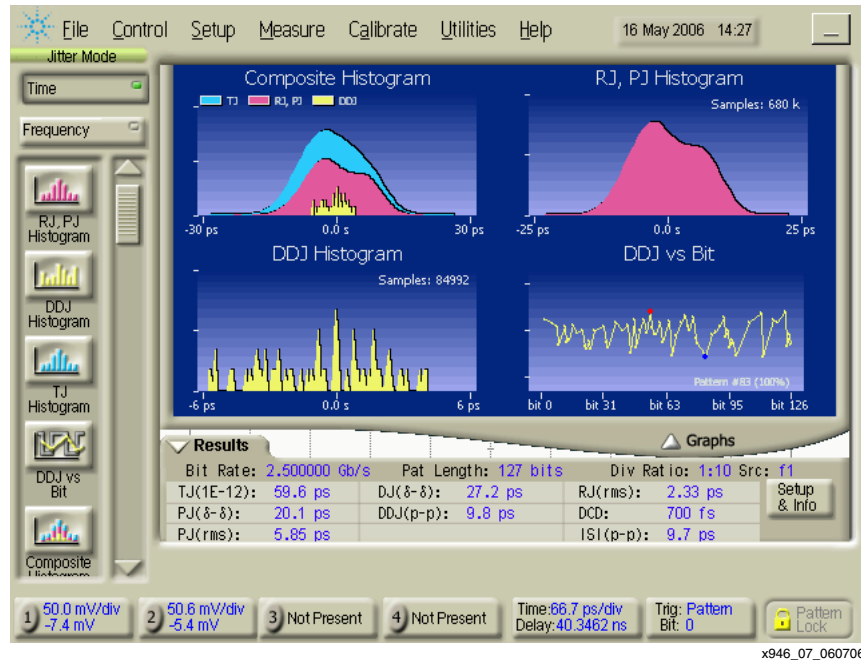 File Control Setup Measure Calibrate Utilities Help 16 May 2006 14:27
Jitter Mode
Time
Frequency
RJ, PJ
Histogram
DDJ
Histogram
TJ
Histogram
DDJ vs
Bit
Composite
Composite Histogram
TJ RJ, PJ DDJ
-30 ps 0.0 s 30 ps
RJ, PJ Histogram
Samples: 680 k
-25 ps 0.0 s 25 ps
DDJ Histogram
Samples: 84992
-6 ps 0.0 s 6 ps
DDJ vs Bit
Pattern #83 (100%)
bit 0 bit 31 bit 63 bit 95 bit 126
Results
Graphs
Bit Rate: 2.500000 Gb/s Pat Length: 127 bits Div Ratio: 1:10 Src: f1
TJ(1E-12): 59.6 ps DJ(δ-δ): 27.2 ps RJ(rms): 2.33 ps
PJ(δ-δ): 20.1 ps DDJ(p-p): 9.8 ps DCD: 700 fs
PJ(rms): 5.85 ps ISI(p-p): 9.7 ps
Setup
& Info
1) 50.0 mV/div
-7.4 mV
2) 50.6 mV/div
-5.4 mV
3) Not Present
4) Not Present
Time:66.7 ps/div
Delay:40.3462 ns
Trig: Pattern
Bit: 0
Pattern
Lock
x946_07_060706